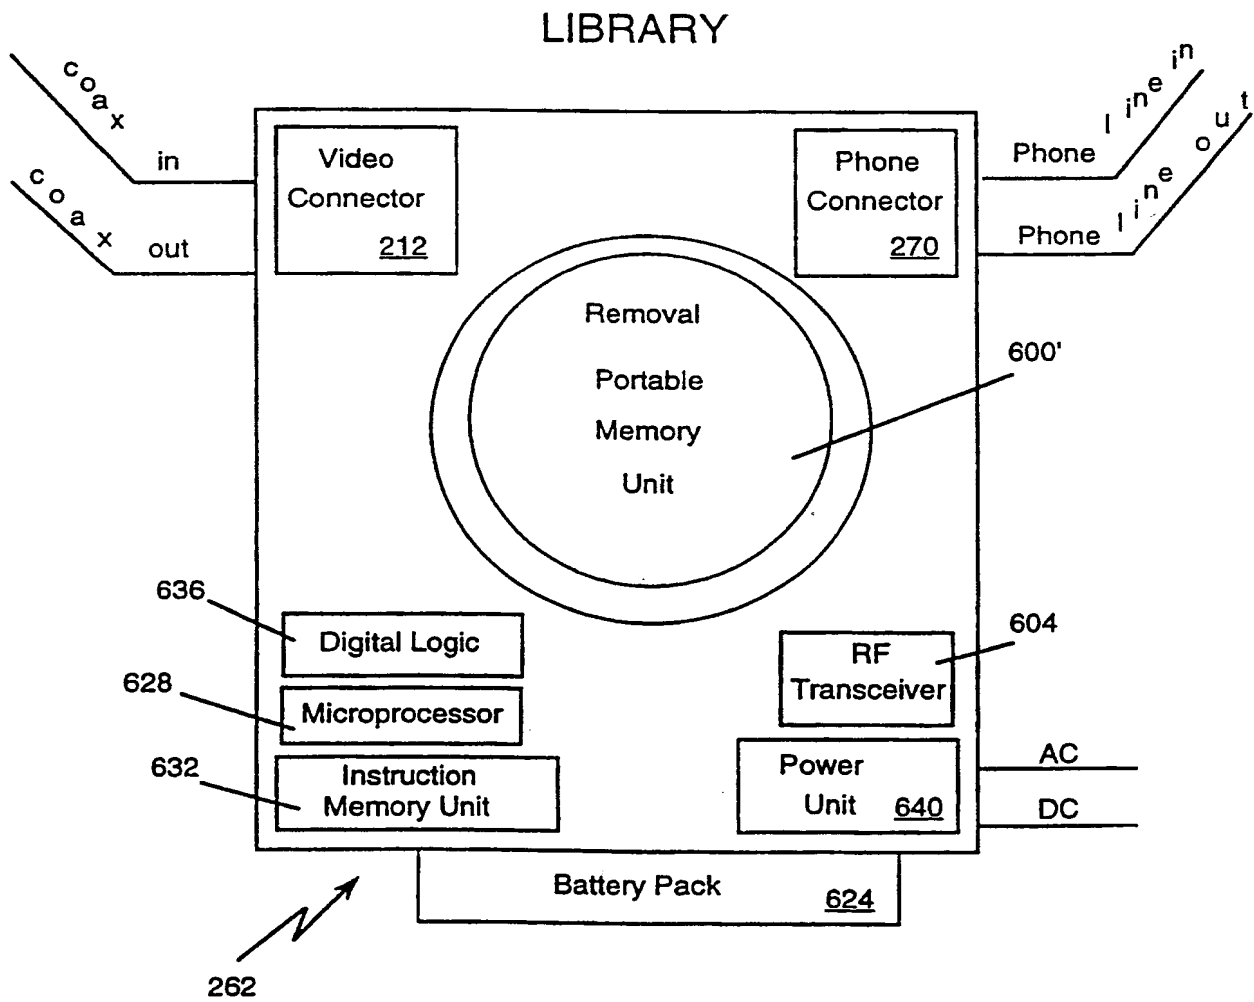 LIBRARY
coax in
coax out
Video
Connector
212
Phone
Connector
270
Phone line in
Phone line out
Removal
Portable
Memory
Unit
600'
636
Digital Logic
628
Microprocessor
632
Instruction
Memory Unit
604
RF
Transceiver
Power
Unit 640
AC
DC
Battery Pack 624
262